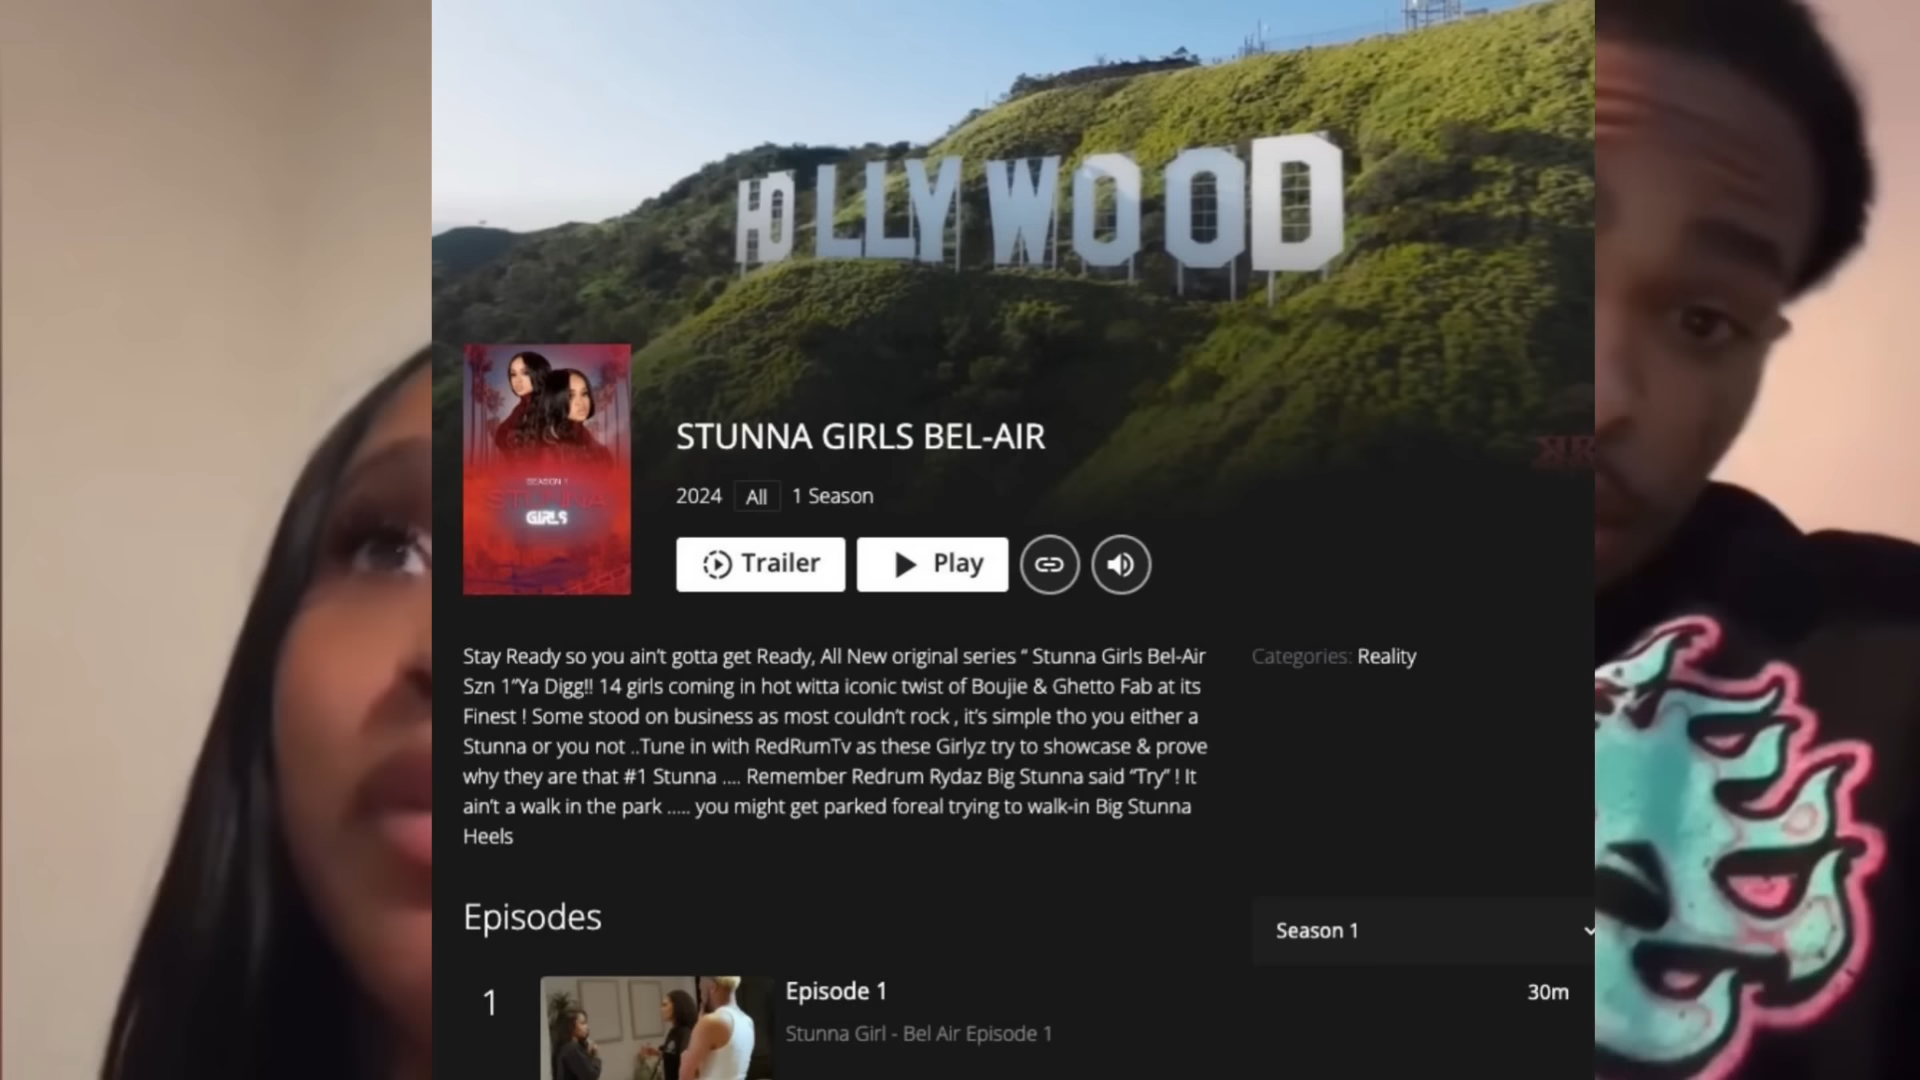 HOLLYWOOD
SEASON 1
STUNNA
GIRLS
STUNNA GIRLS BEL-AIR
2024 All 1 Season
Trailer Play
Stay Ready so you ain't gotta get Ready, All New original series “ Stunna Girls Bel-Air
Szn 1”Ya Digg!! 14 girls coming in hot witta iconic twist of Boujie & Ghetto Fab at its
Finest ! Some stood on business as most couldn't rock , it's simple tho you either a
Stunna or you not ..Tune in with RedRumTv as these Girlyz try to showcase & prove
why they are that #1 Stunna .... Remember Redrum Rydaz Big Stunna said “Try” ! It
ain't a walk in the park ..... you might get parked foreal trying to walk-in Big Stunna
Heels
Categories: Reality
Episodes
Season 1
1
Episode 1
30m
Stunna Girl - Bel Air Episode 1